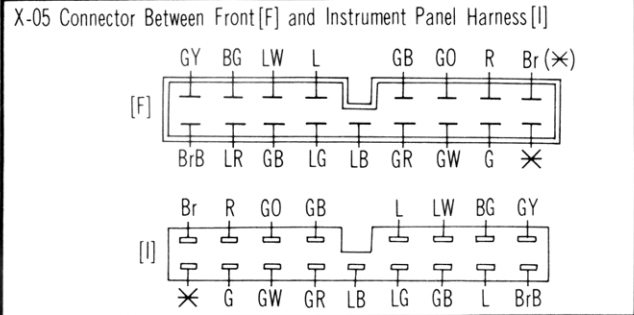 X-05 Connector Between Front [F] and Instrument Panel Harness [I]
GY BG LW L GB GO R Br (✳)
[F]
BrB LR GB LG LB GR GW G ✳
Br R GO GB L LW BG GY
[I]
✳ G GW GR LB LG GB L BrB